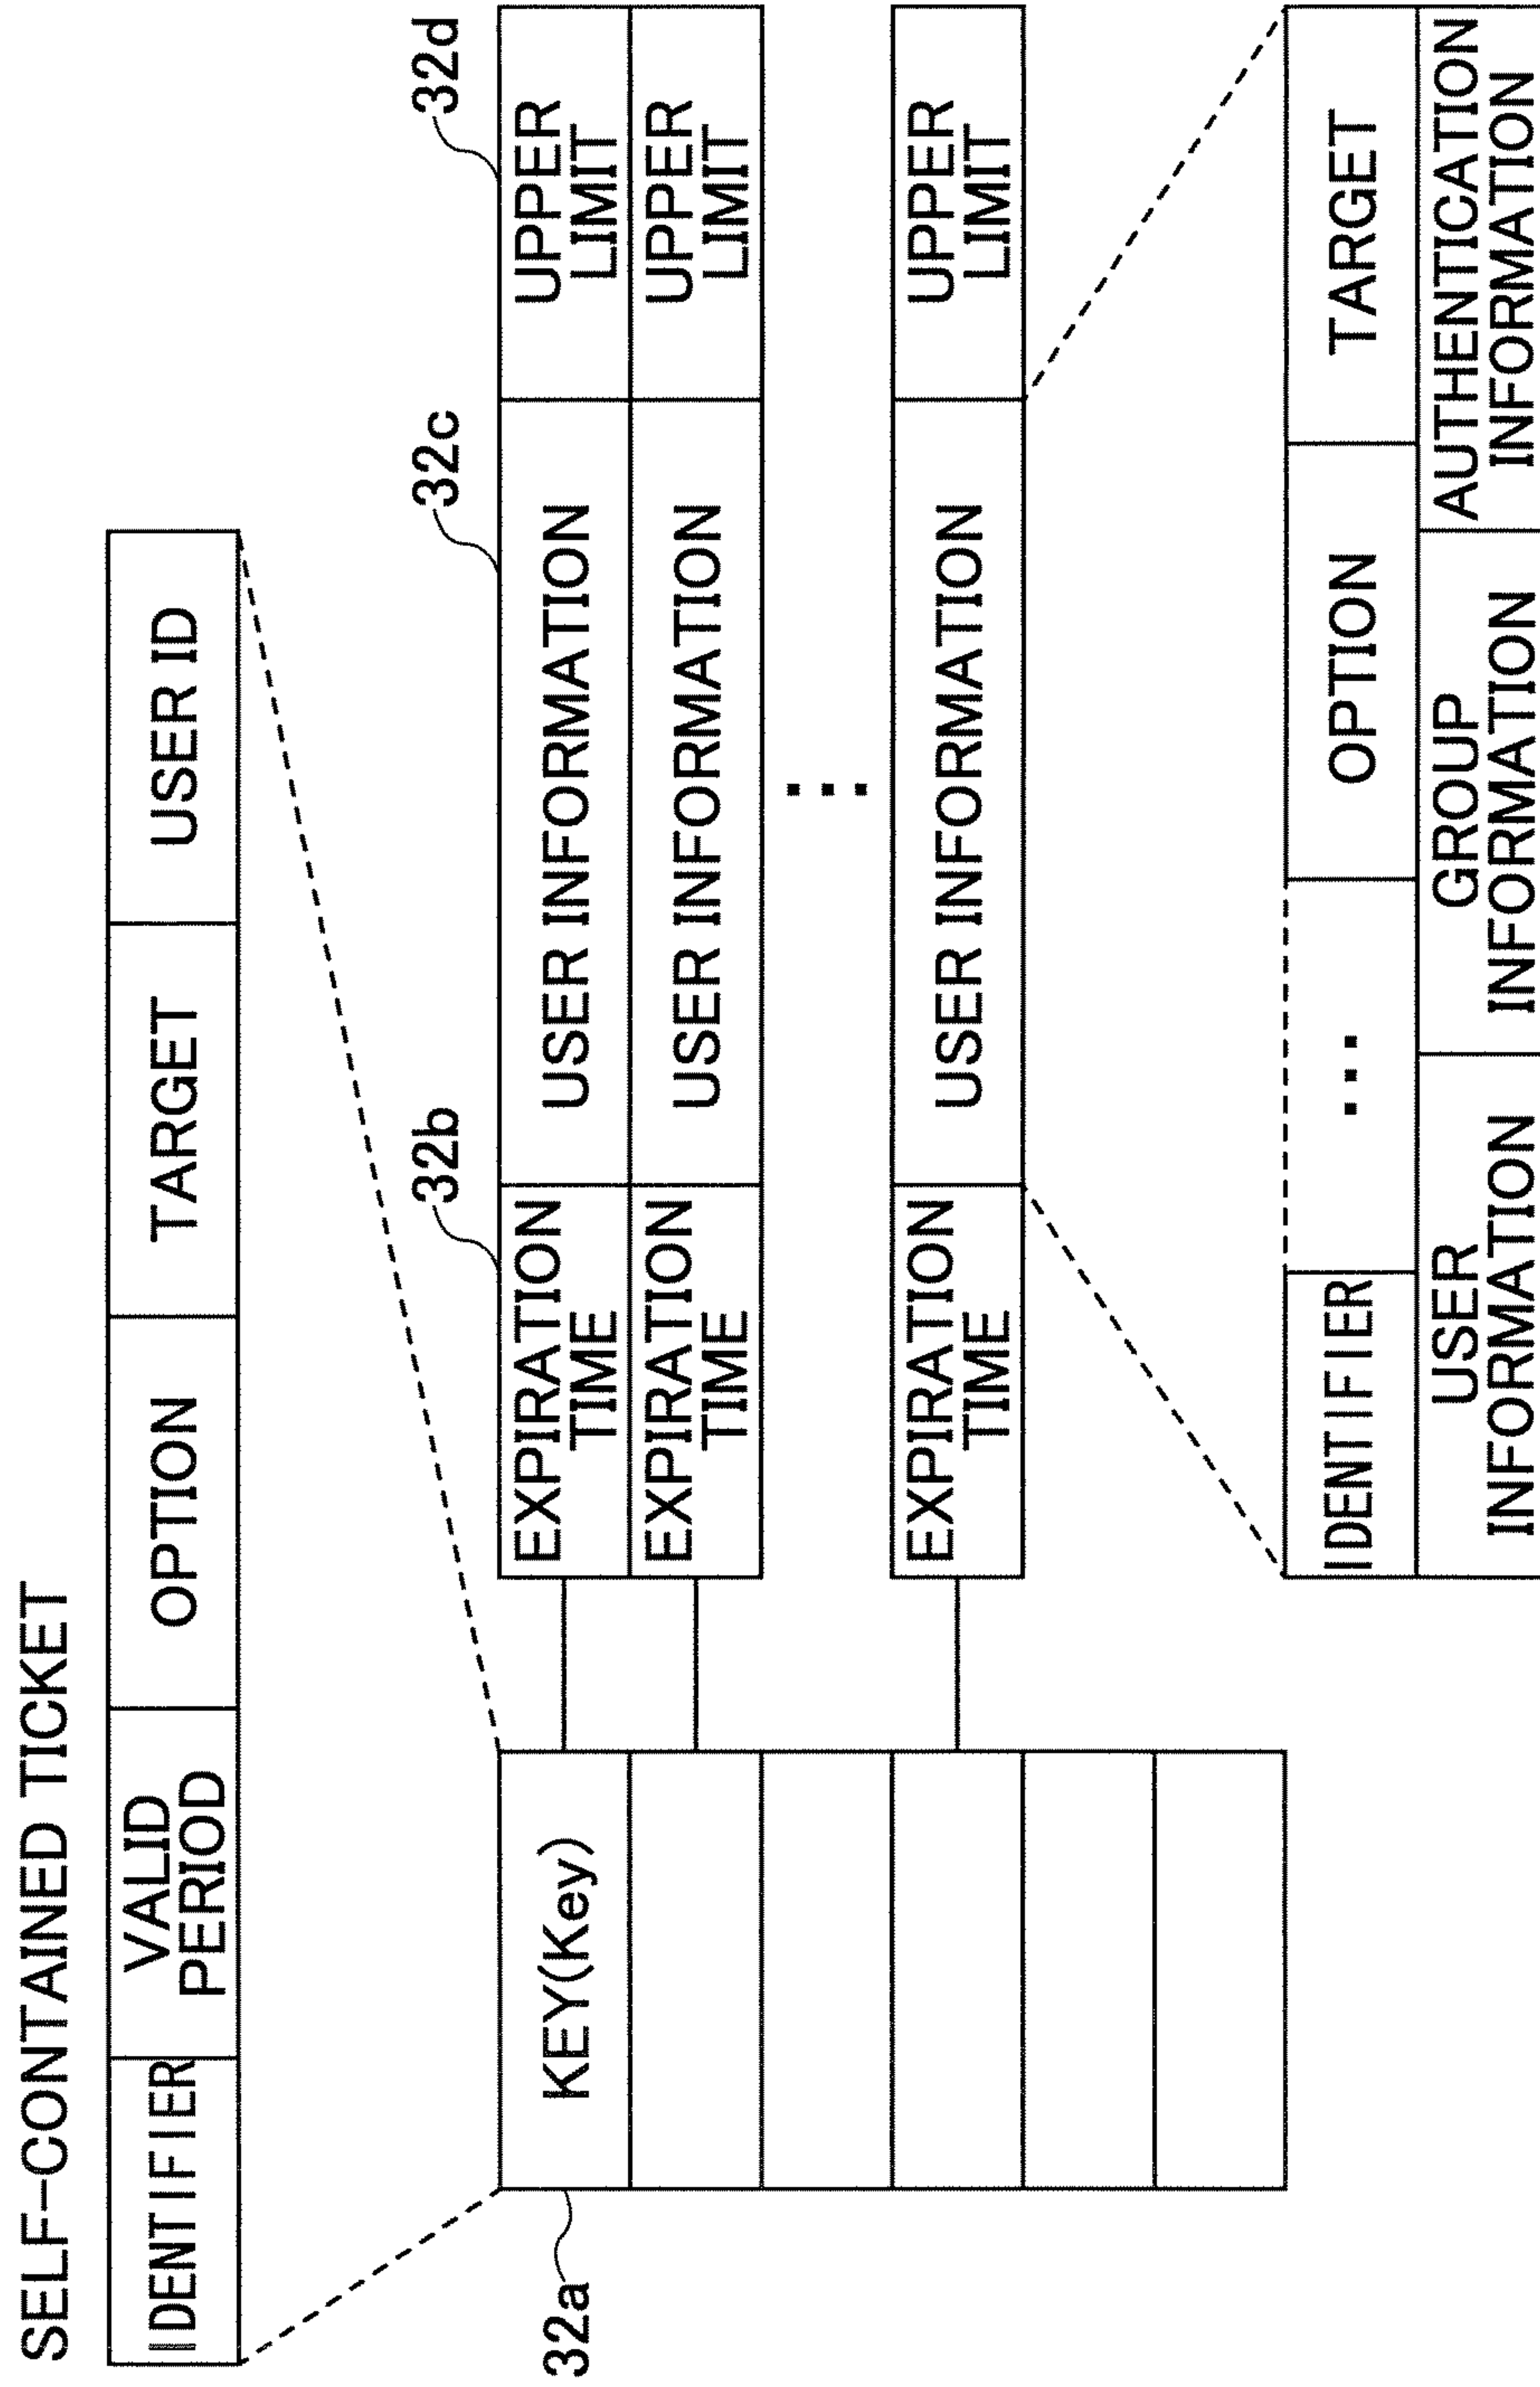 SELF-CONTAINED TICKET
IDENTIFIER
VALID
PERIOD
OPTION
TARGET
USER ID
32b
32c
32d
32a
KEY(Key)
EXPIRATION
TIME
USER INFORMATION
UPPER
LIMIT
EXPIRATION
TIME
USER INFORMATION
UPPER
LIMIT
...
EXPIRATION
TIME
USER INFORMATION
UPPER
LIMIT
IDENTIFIER
...
OPTION
TARGET
USER
INFORMATION
GROUP
INFORMATION
AUTHENTICATION
INFORMATION